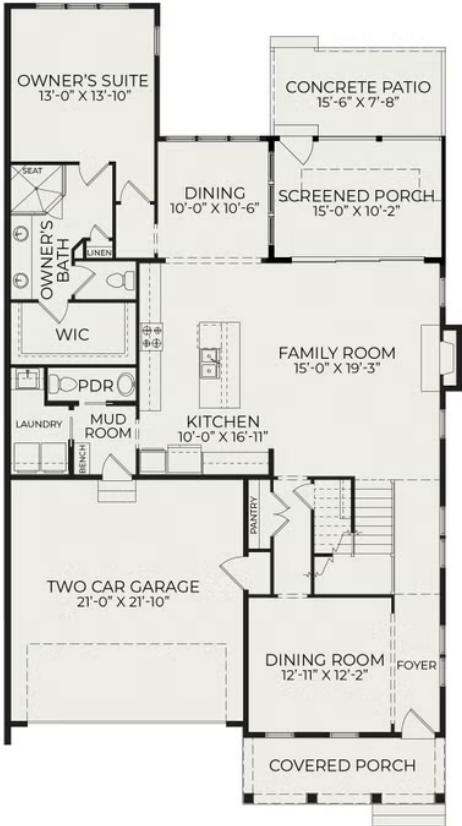 OWNER'S SUITE
13'-0" X 13'-10"
CONCRETE PATIO
15'-6" X 7'-8"
SEAT
DINING
10'-0" X 10'-6"
SCREENED PORCH
15'-0" X 10'-2"
OWNER'S
BATH
LINEN
WIC
FAMILY ROOM
15'-0" X 19'-3"
PDR
LAUNDRY
MUD
ROOM
BENCH
KITCHEN
10'-0" X 16'-11"
PANTRY
TWO CAR GARAGE
21'-0" X 21'-10"
DINING ROOM
12'-11" X 12'-2"
FOYER
COVERED PORCH